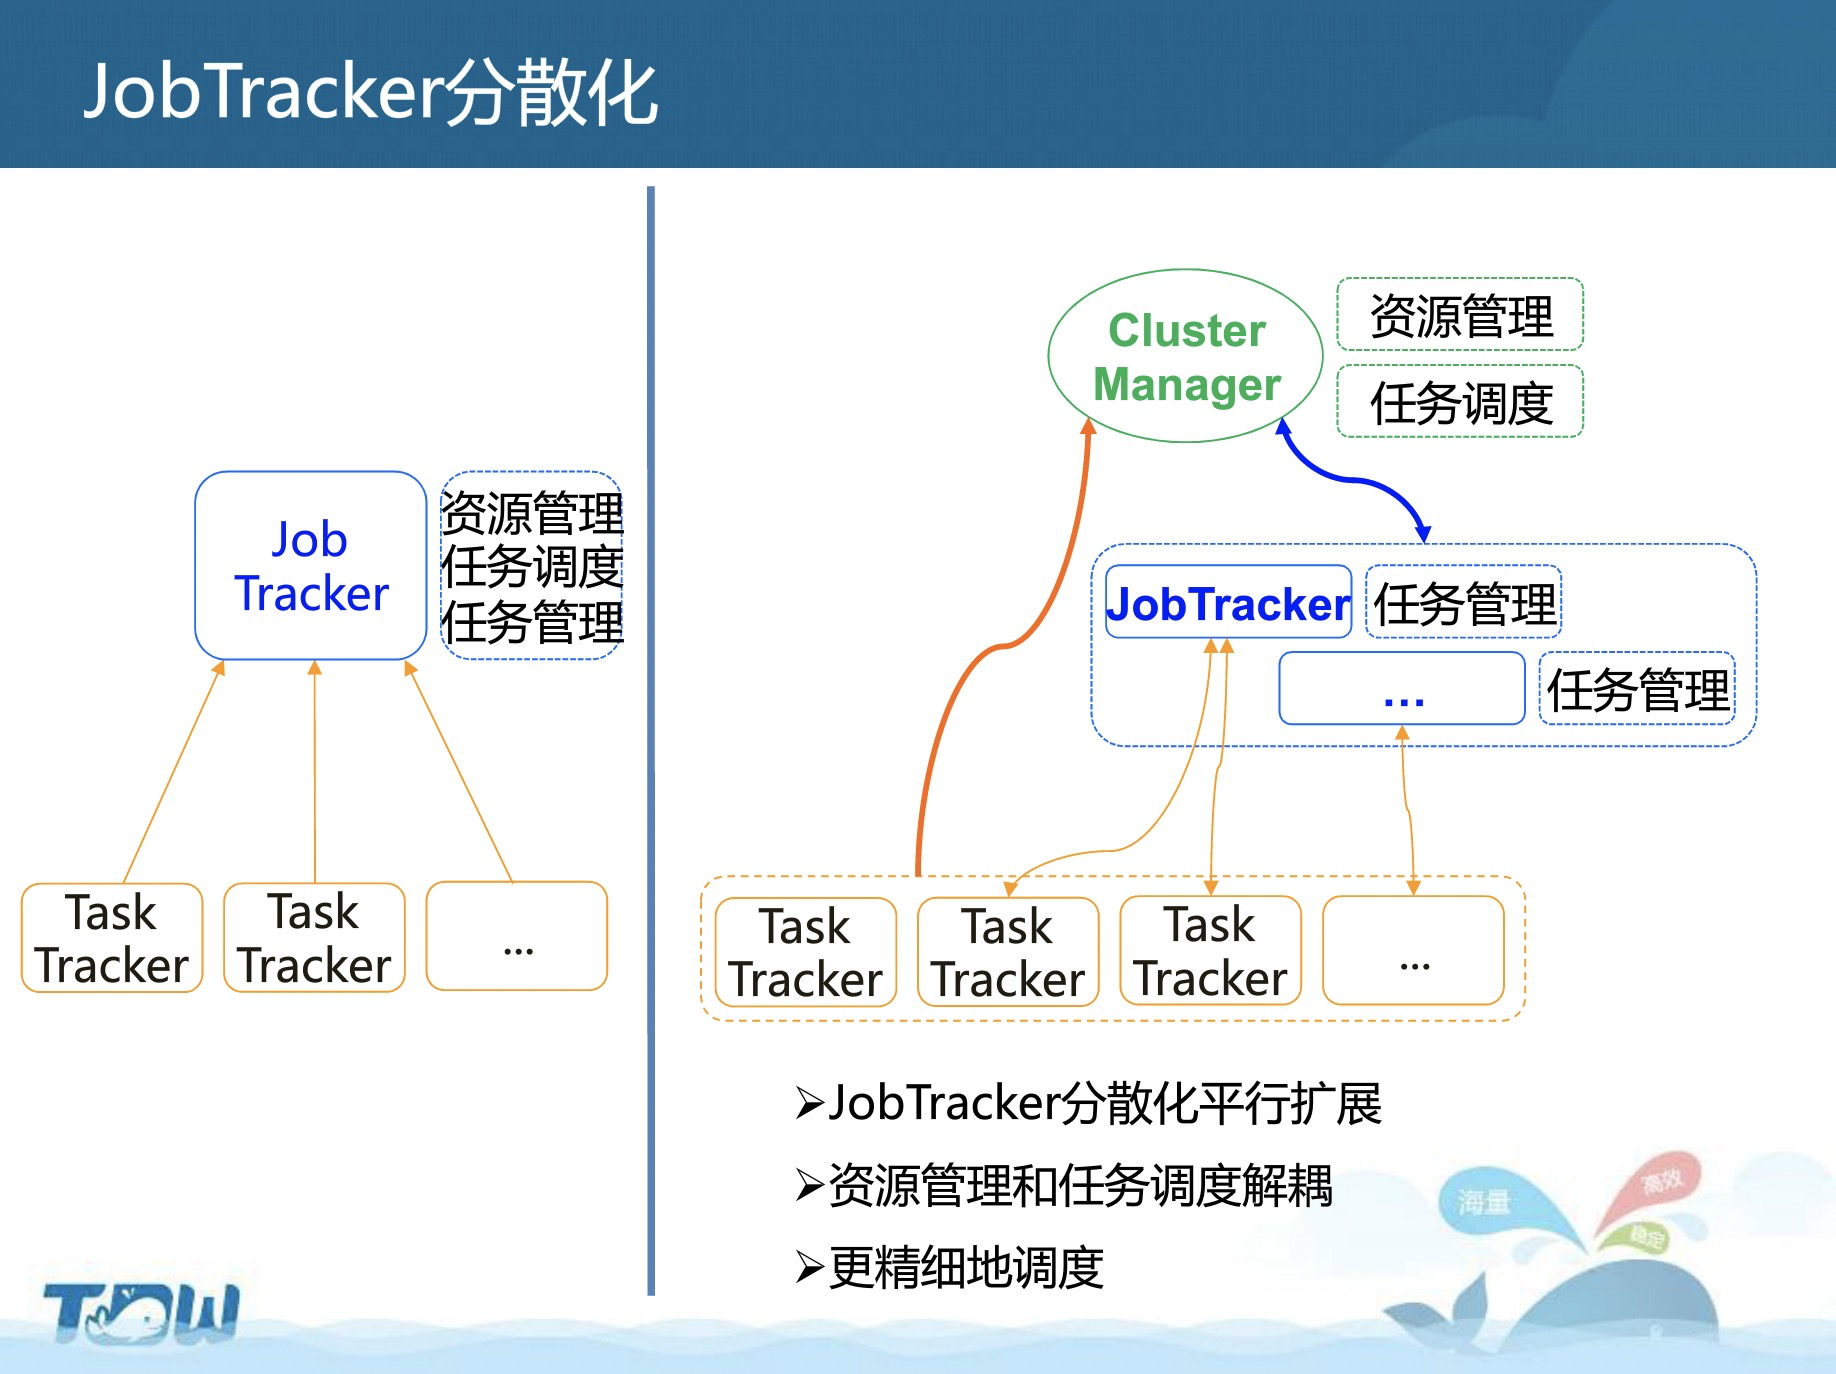 JobTracker分散化
Job
Tracker
资源管理
任务调度
任务管理
Task
Tracker
Task
Tracker
...
Cluster
Manager
资源管理
任务调度
JobTracker
任务管理
...
任务管理
Task
Tracker
Task
Tracker
Task
Tracker
...
➢JobTracker分散化平行扩展
➢资源管理和任务调度解耦
➢更精细地调度
海量
高效
稳定
TDW